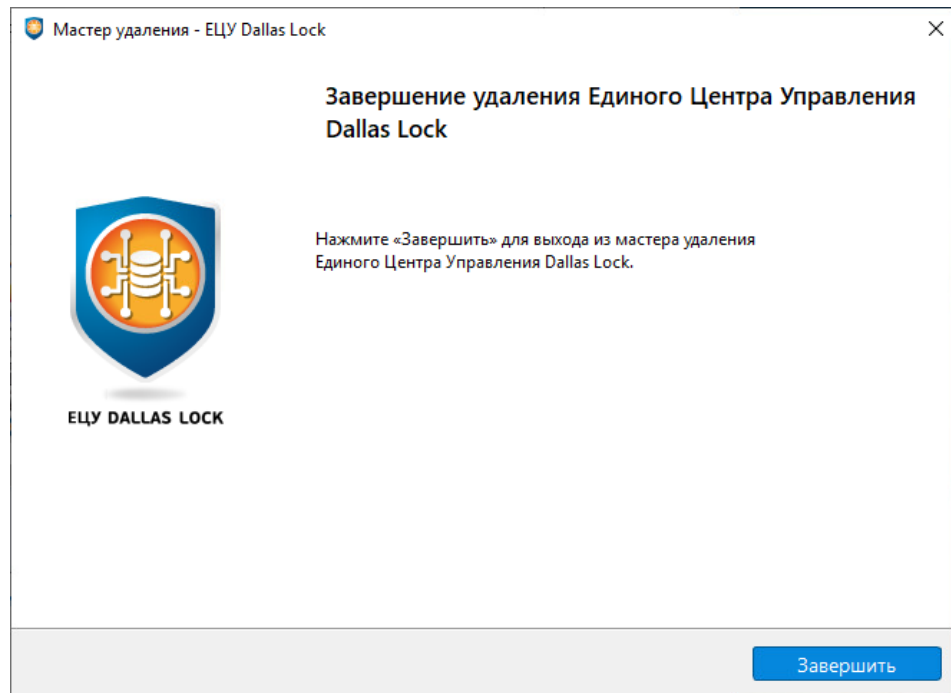 Мастер удаления - ЕЦУ Dallas Lock
Завершение удаления Единого Центра Управления
Dallas Lock
Нажмите «Завершить» для выхода из мастера удаления
Единого Центра Управления Dallas Lock.
ЕЦУ DALLAS LOCK
Завершить